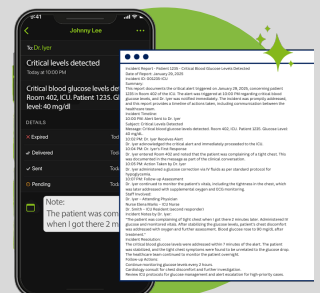 9:41
Johnny Lee
To: Dr. Iyer
Critical levels detected
Today at 10:00 PM
Critical blood glucose levels de
Room 402, ICU. Patient 1235. Gl
level: 40 mg/dl
DETAILS
Expired Tod
Delivered Tod
Sent Tod
Opened
Note:
The patient was com
when I got there 2 m
Incident Report - Patient 1235 - Critical Blood Glucose Levels Detected
Date of Report: January 29, 2025
Incident ID:
Summary:
This report documents the critical alert triggered on January 29, 2025, concerning patient
1235 in Room 402 of the ICU. The alert was triggered at 10:00 PM regarding critical blood
glucose levels, and Dr. Iyer was notified immediately. The incident was promptly addressed,
and this report provides a timeline of actions taken, including communication between the
healthcare team.
Incident Timeline:
10:00 PM: Alert Sent to Dr. Iyer
Subject: Critical Levels Detected
Message: Critical blood glucose levels detected Room 402, ICU. Patient 1235. Glucose Level:
40 mg/dl.
10:02 PM: Dr. Iyer Receives Alert
Dr. Iyer acknowledged the critical alert and immediately proceeded to the ICU.
10:04 PM: Dr. Iyer's First Response
Dr. Iyer entered Room 402 and noted that the patient was complaining of a tight chest. This
was documented in the message as part of the clinical conversation.
10:05 PM: Action Taken by Dr. Iyer
Dr. Iyer administered a glucose correction via IV fluids as per standard protocol for
hypoglycemia.
10:07 PM: Follow-up Assessment
Dr. Iyer continued to monitor the patient's vitals, including the tightness in the chest, which
was later addressed with supplemental oxygen and ECG monitoring.
Staff Involved:
Dr. Iyer – Attending Physician
Nurse Elena Morris – ICU Nurse
Dr. Smith – ICU Resident (second responder)
Incident Notes by Dr. Iyer:
"The patient was complaining of tight chest when I got there 2 minutes later. Administered IV
glucose and monitored vitals. After stabilizing the glucose levels, patient's chest discomfort
was addressed with oxygen and further assessment. Blood glucose rose to 90 mg/dl, after
treatment."
Incident Resolution:
The critical blood glucose levels were addressed within 7 minutes of the alert. The patient
was stabilized, and the tight chest symptoms were found to be unrelated to the glucose drop.
The healthcare team continued to monitor the patient overnight.
Follow-up Actions:
Continue monitoring glucose levels every 2 hours.
Cardiology consult for chest discomfort and further investigation.
Review ICU protocols for glucose management and alert escalation for high-priority cases.